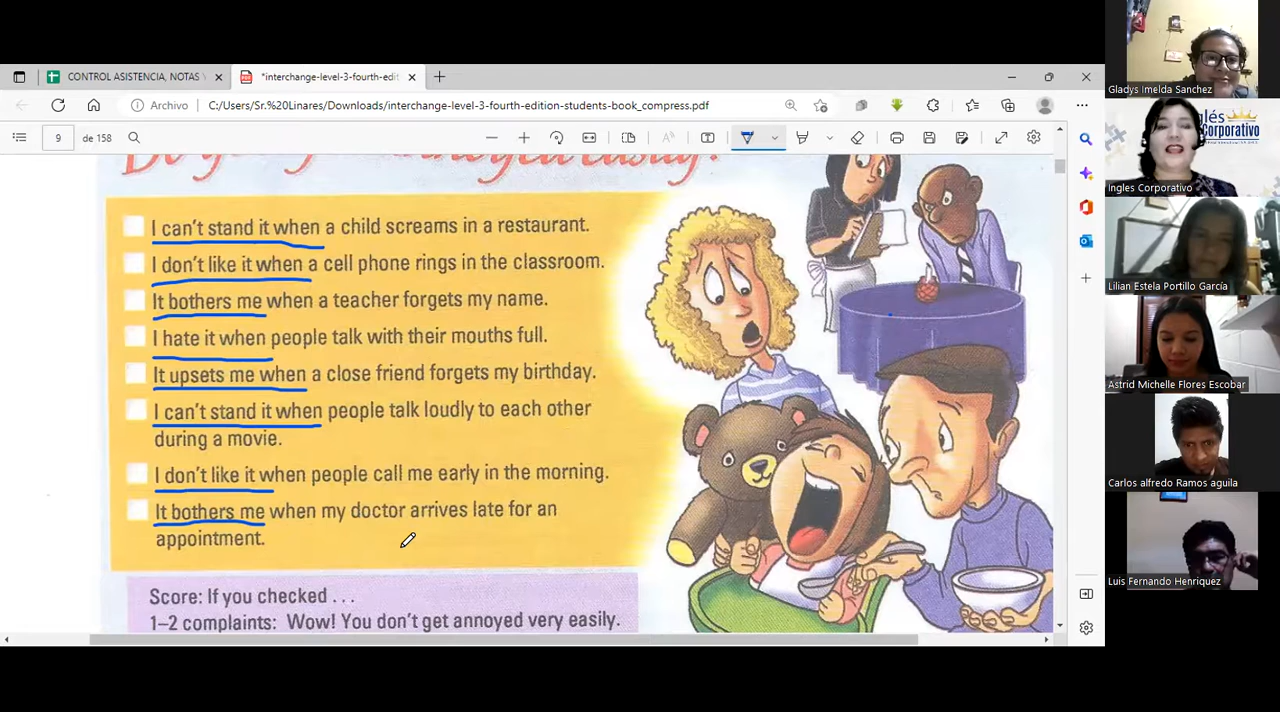 CONTROL ASISTENCIA, NOTAS
*interchange-level-3-fourth-edit
Archivo
C:/Users/Sr.%20Linares/Downloads/interchange-level-3-fourth-edition-students-book_compress.pdf
9 de 158
I can't stand it when a child screams in a restaurant.
I don't like it when a cell phone rings in the classroom.
It bothers me when a teacher forgets my name.
I hate it when people talk with their mouths full.
It upsets me when a close friend forgets my birthday.
I can't stand it when people talk loudly to each other
during a movie.
I don't like it when people call me early in the morning.
It bothers me when my doctor arrives late for an
appointment.
Score: If you checked . . .
1–2 complaints: Wow! You don't get annoyed very easily.
Gladys Imelda Sanchez
glés
Corporativo
Ingles Corporativo
Lilian Estela Portillo García
Astrid Michelle Flores Escobar
Carlos alfredo Ramos aguila
Luis Fernando Henriquez